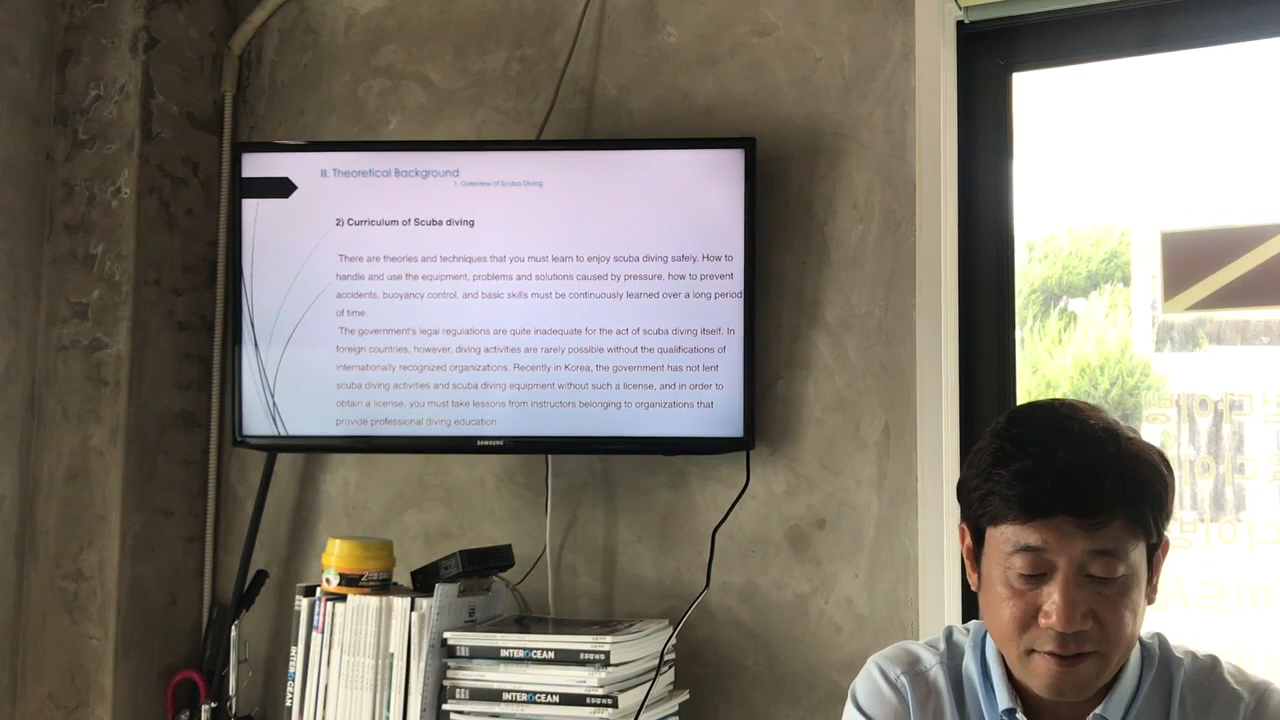 II. Theoretical Background
1. Overview of Scuba Diving
2) Curriculum of Scuba diving
There are theories and techniques that you must learn to enjoy scuba diving safely. How to
handle and use the equipment, problems and solutions caused by pressure, how to prevent
accidents, buoyancy control, and basic skills must be continuously learned over a long period
of time.
The government's legal regulations are quite inadequate for the act of scuba diving itself. In
foreign countries, however, diving activities are rarely possible without the qualifications of
internationally recognized organizations. Recently in Korea, the government has not lent
scuba diving activities and scuba diving equipment without such a license, and in order to
obtain a license, you must take lessons from instructors belonging to organizations that
provide professional diving education
SAMSUNG
INTEROCEAN
INTEROCEAN
INTEROCEAN
다이빙